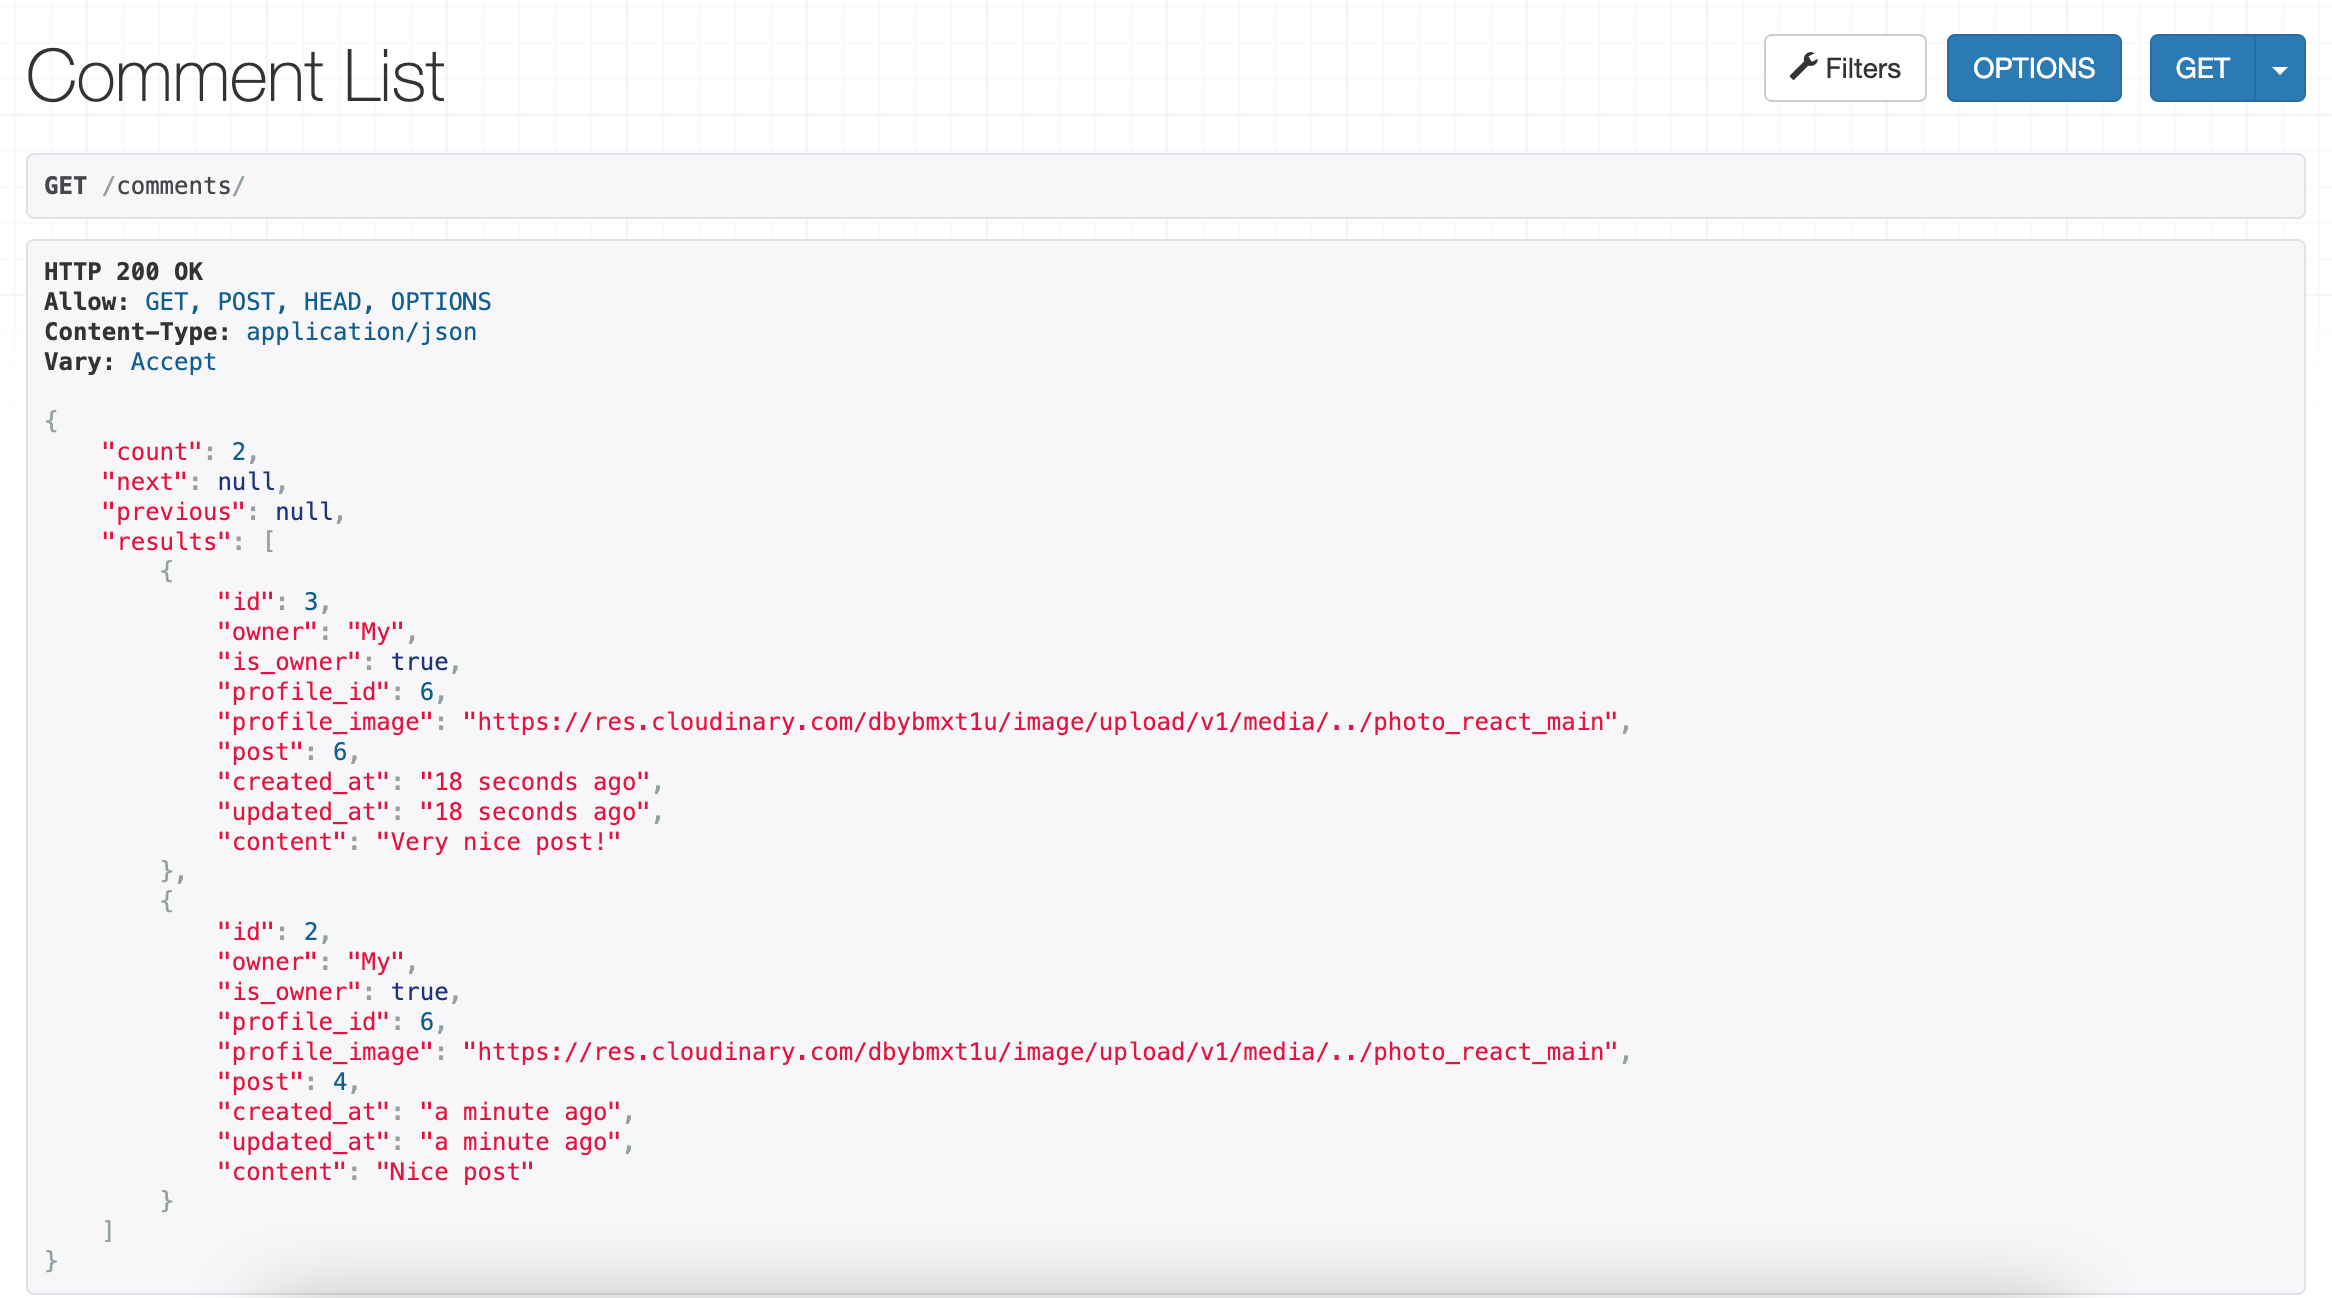 Comment List
Filters
OPTIONS
GET
GET /comments/
HTTP 200 OK
Allow: GET, POST, HEAD, OPTIONS
Content-Type: application/json
Vary: Accept
{
    "count": 2,
    "next": null,
    "previous": null,
    "results": [
        {
            "id": 3,
            "owner": "My",
            "is_owner": true,
            "profile_id": 6,
            "profile_image": "https://res.cloudinary.com/dbybmxt1u/image/upload/v1/media/../photo_react_main",
            "post": 6,
            "created_at": "18 seconds ago",
            "updated_at": "18 seconds ago",
            "content": "Very nice post!"
        },
        {
            "id": 2,
            "owner": "My",
            "is_owner": true,
            "profile_id": 6,
            "profile_image": "https://res.cloudinary.com/dbybmxt1u/image/upload/v1/media/../photo_react_main",
            "post": 4,
            "created_at": "a minute ago",
            "updated_at": "a minute ago",
            "content": "Nice post"
        }
    ]
}